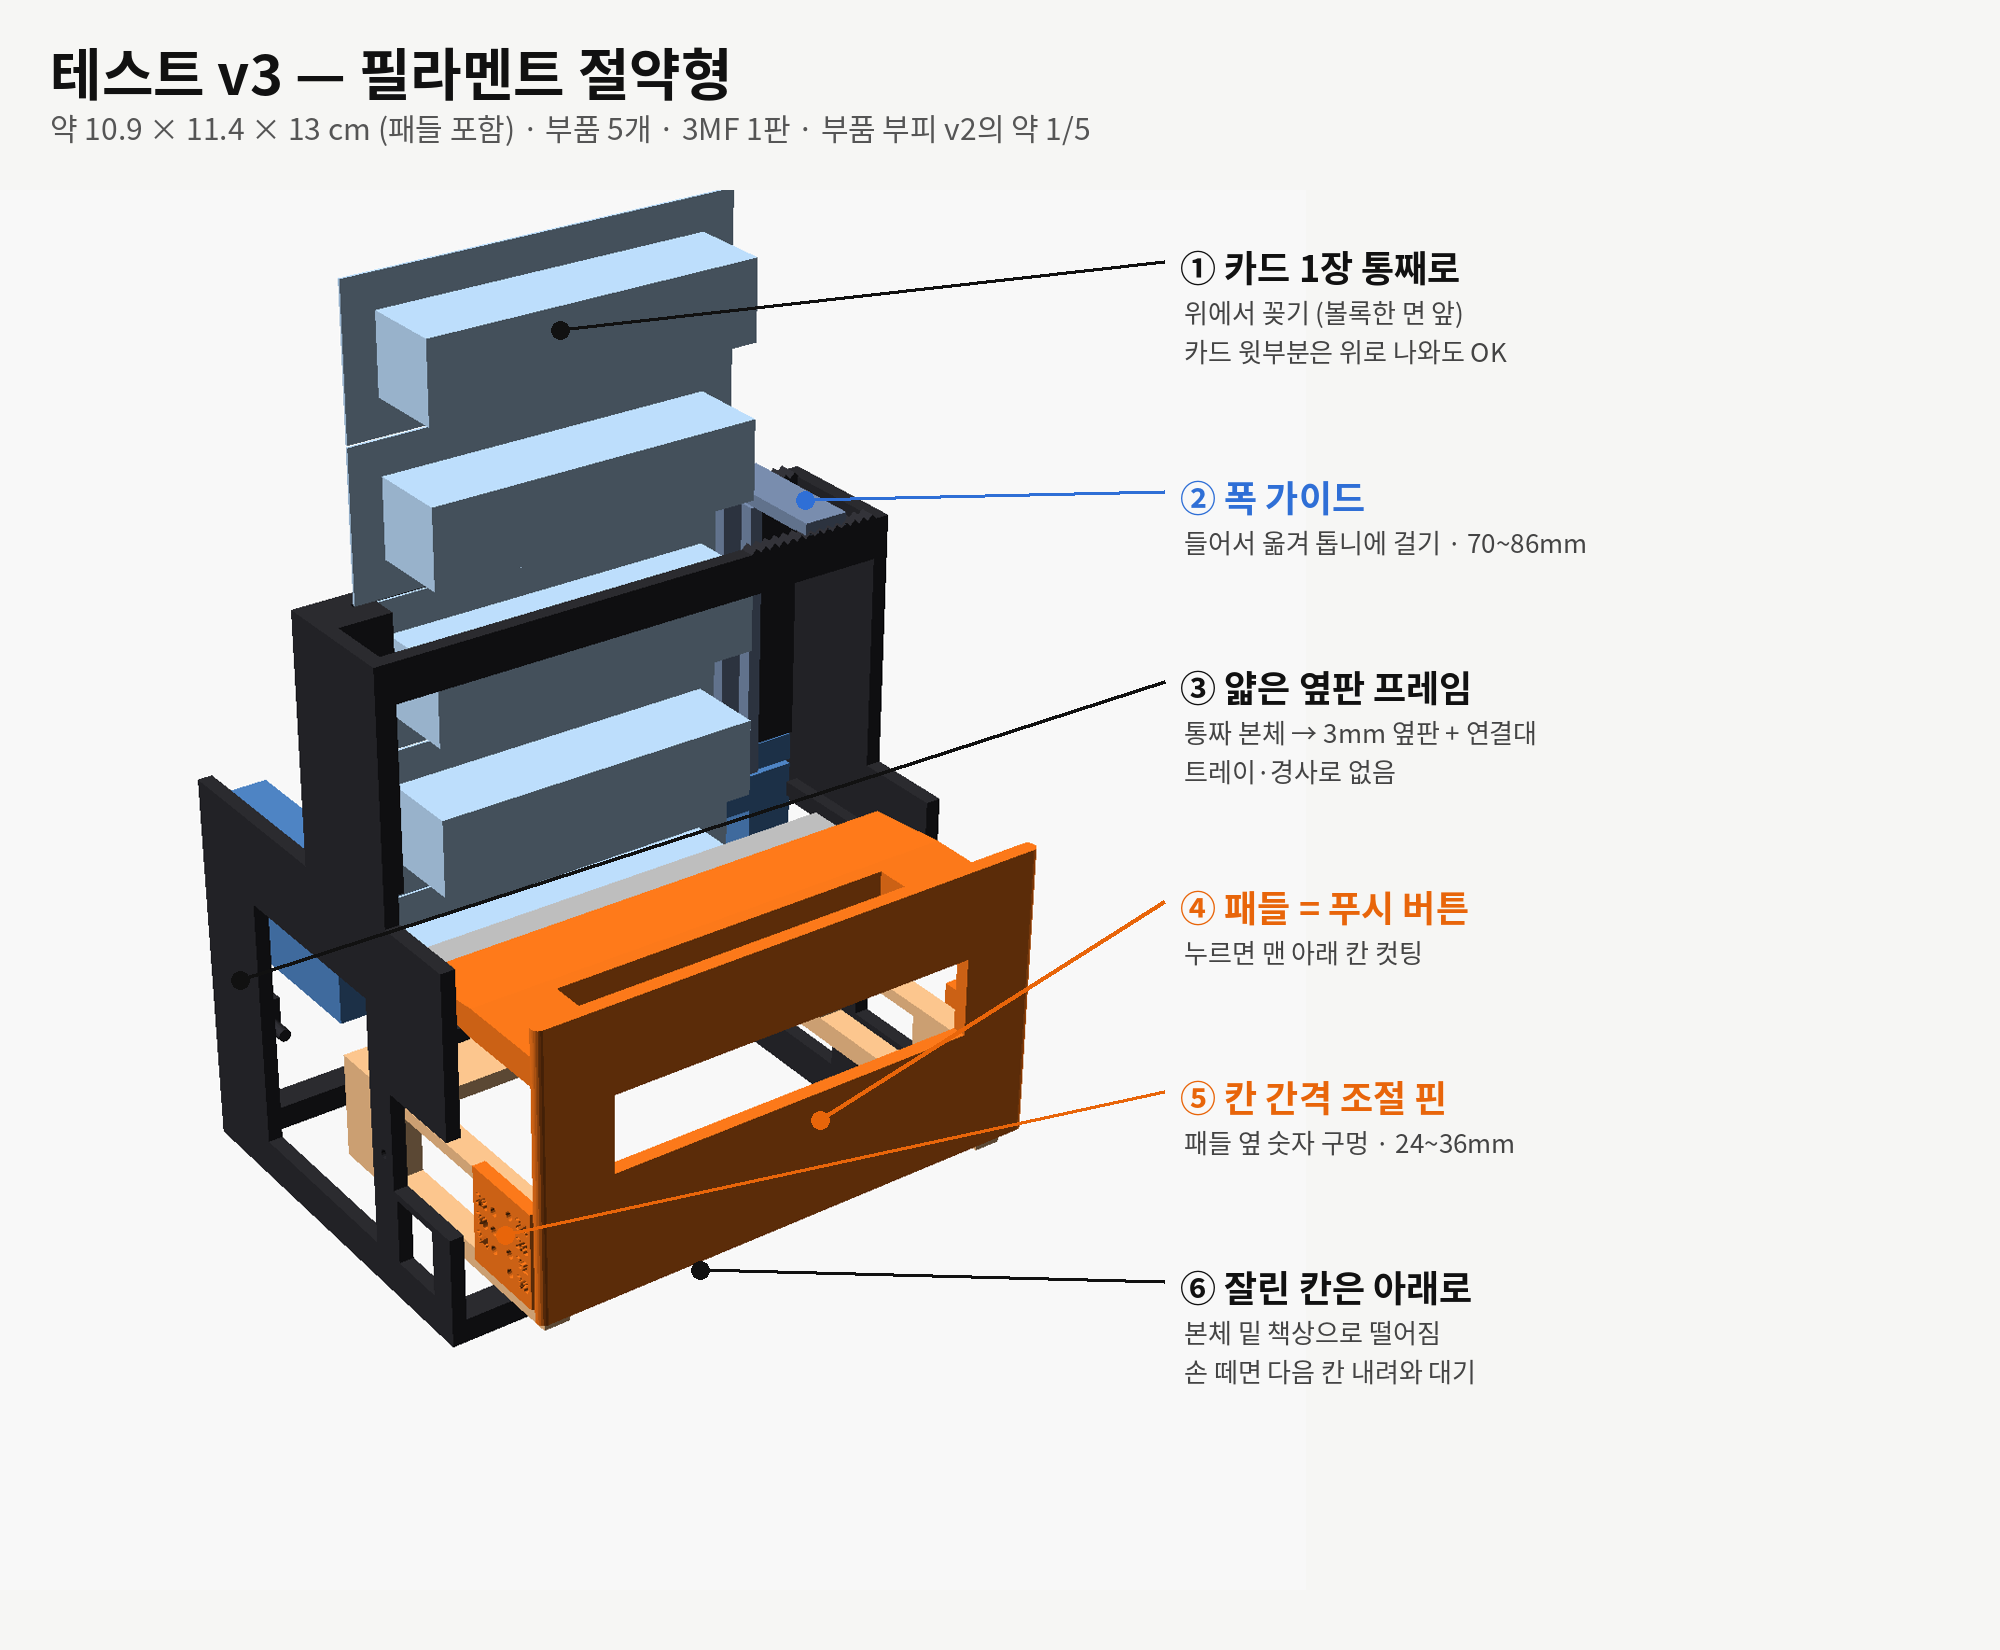 테스트 v3 — 필라멘트 절약형
약 10.9 × 11.4 × 13 cm (패들 포함) · 부품 5개 · 3MF 1판 · 부품 부피 v2의 약 1/5
① 카드 1장 통째로
위에서 꽂기 (볼록한 면 앞)
카드 윗부분은 위로 나와도 OK
② 폭 가이드
들어서 옮겨 톱니에 걸기 · 70~86mm
③ 얇은 옆판 프레임
통짜 본체 → 3mm 옆판 + 연결대
트레이·경사로 없음
④ 패들 = 푸시 버튼
누르면 맨 아래 칸 컷팅
⑤ 칸 간격 조절 핀
패들 옆 숫자 구멍 · 24~36mm
⑥ 잘린 칸은 아래로
본체 밑 책상으로 떨어짐
손 떼면 다음 칸 내려와 대기